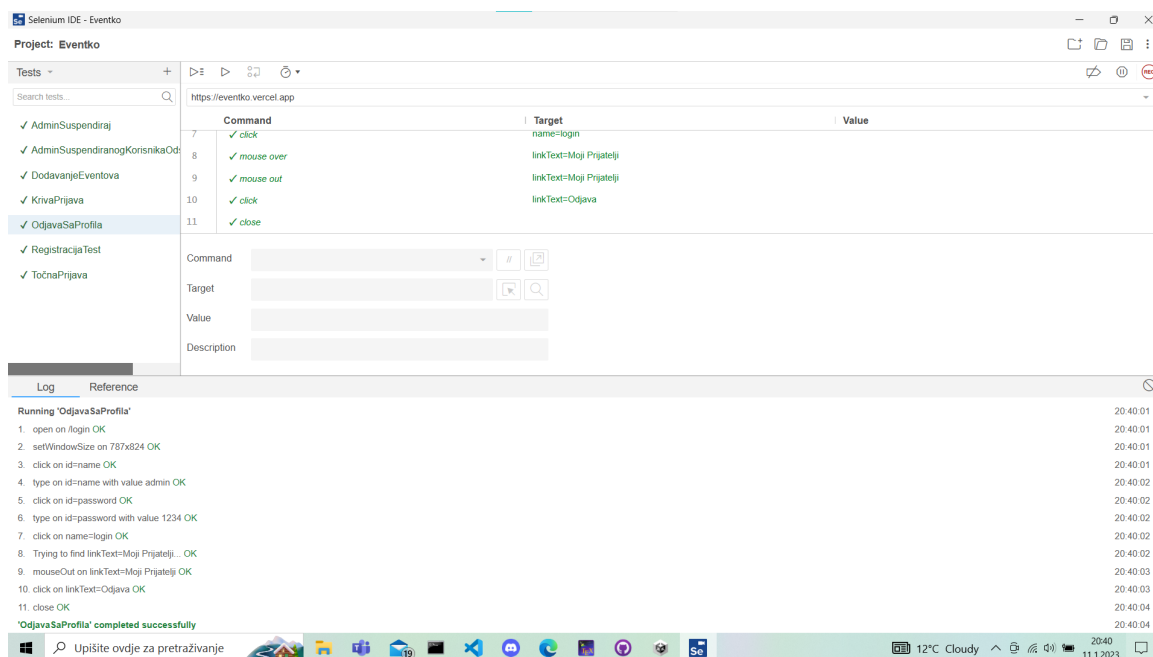 Selenium IDE - Eventko
Project: Eventko
Tests
Search tests...
https://eventko.vercel.app
REC
✓ AdminSuspendiraj
✓ AdminSuspendiranogKorisnikaOds
✓ DodavanjeEventova
✓ KrivaPrijava
✓ OdjavaSaProfila
✓ RegistracijaTest
✓ TočnaPrijava
Command Target Value
7 ✓ click name=login
8 ✓ mouse over linkText=Moji Prijatelji
9 ✓ mouse out linkText=Moji Prijatelji
10 ✓ click linkText=Odjava
11 ✓ close
Command //
Target
Value
Description
Log Reference
Running 'OdjavaSaProfila' 20:40:01
1. open on /login OK 20:40:01
2. setWindowSize on 787x824 OK 20:40:01
3. click on id=name OK 20:40:01
4. type on id=name with value admin OK 20:40:02
5. click on id=password OK 20:40:02
6. type on id=password with value 1234 OK 20:40:02
7. click on name=login OK 20:40:02
8. Trying to find linkText=Moji Prijatelji... OK 20:40:02
9. mouseOut on linkText=Moji Prijatelji OK 20:40:03
10. click on linkText=Odjava OK 20:40:03
11. close OK 20:40:04
'OdjavaSaProfila' completed successfully 20:40:04
Upišite ovdje za pretraživanje 19 Se 12°C Cloudy 20:40
11.1.2023